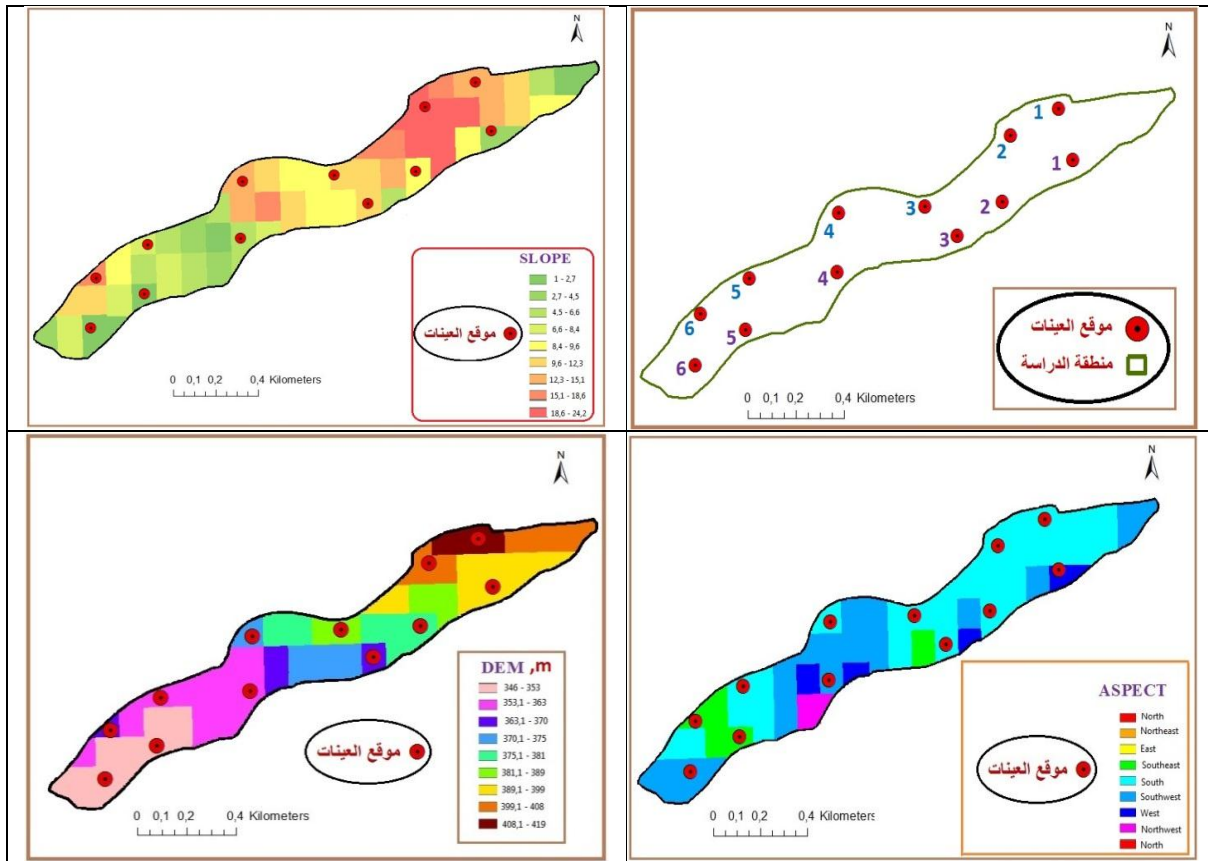 N
SLOPE
1 - 2,7
2,7 - 4,5
4,5 - 6.6
6.6 - 8,4
8,4 - 9,6
9,6 - 12,3
12,3 - 15,1
15,1 - 18,6
18,6 - 24,2
موقع العينات
0 0,1 0,2 0,4 Kilometers
N
1
2
1
2
3
3
4
4
5
5
6
6
موقع العينات
منطقة الدراسة
0 0,1 0,2 0,4 Kilometers
N
DEM ,m
346 - 353
353,1 - 363
363,1 - 370
370,1 - 375
375,1 - 381
381,1 - 389
389,1 - 399
399,1 - 408
408,1 - 419
موقع العينات
0 0,1 0,2 0,4 Kilometers
N
ASPECT
North
Northeast
East
Southeast
South
Southwest
West
Northwest
North
موقع العينات
0 0,1 0,2 0,4 Kilometers